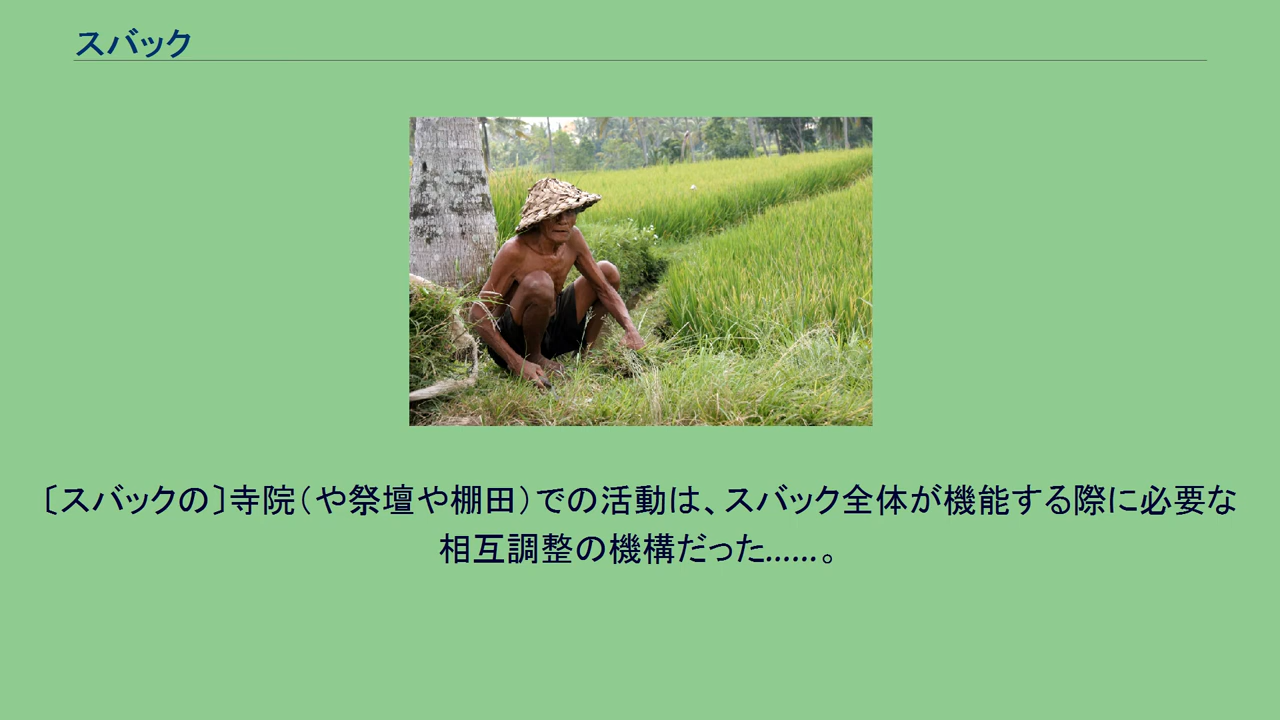 スバック
〔スバックの〕寺院（や祭壇や棚田）での活動は、スバック全体が機能する際に必要な
相互調整の機構だった……。